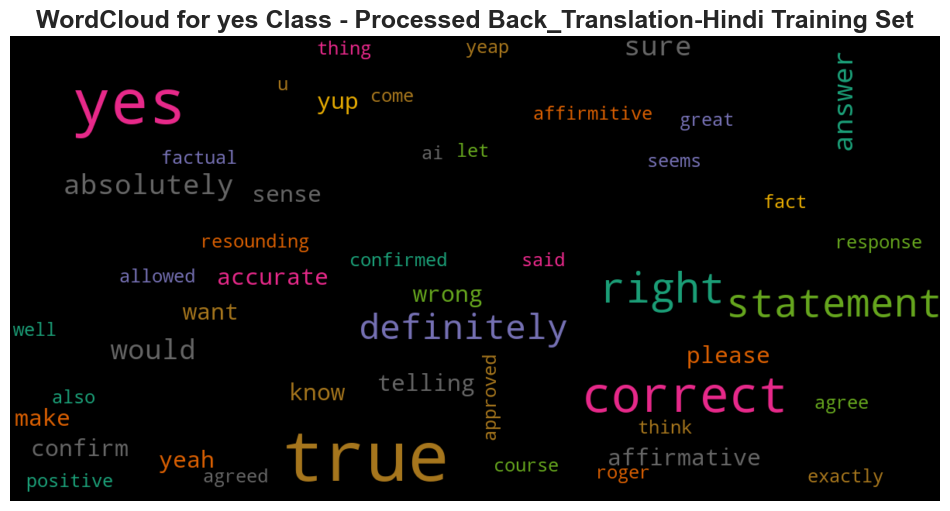 WordCloud for yes Class - Processed Back_Translation-Hindi Training Set
thing
yeap
sure
yes
u
yup
come
affirmitive
great
answer
factual
ai
let
seems
absolutely
sense
fact
resounding
confirmed
said
response
allowed
accurate
wrong
right
statement
want
well
definitely
would
please
telling
approved
know
correct
also
make
agree
think
confirm
yeah
true
affirmative
positive
agreed
course
roger
exactly